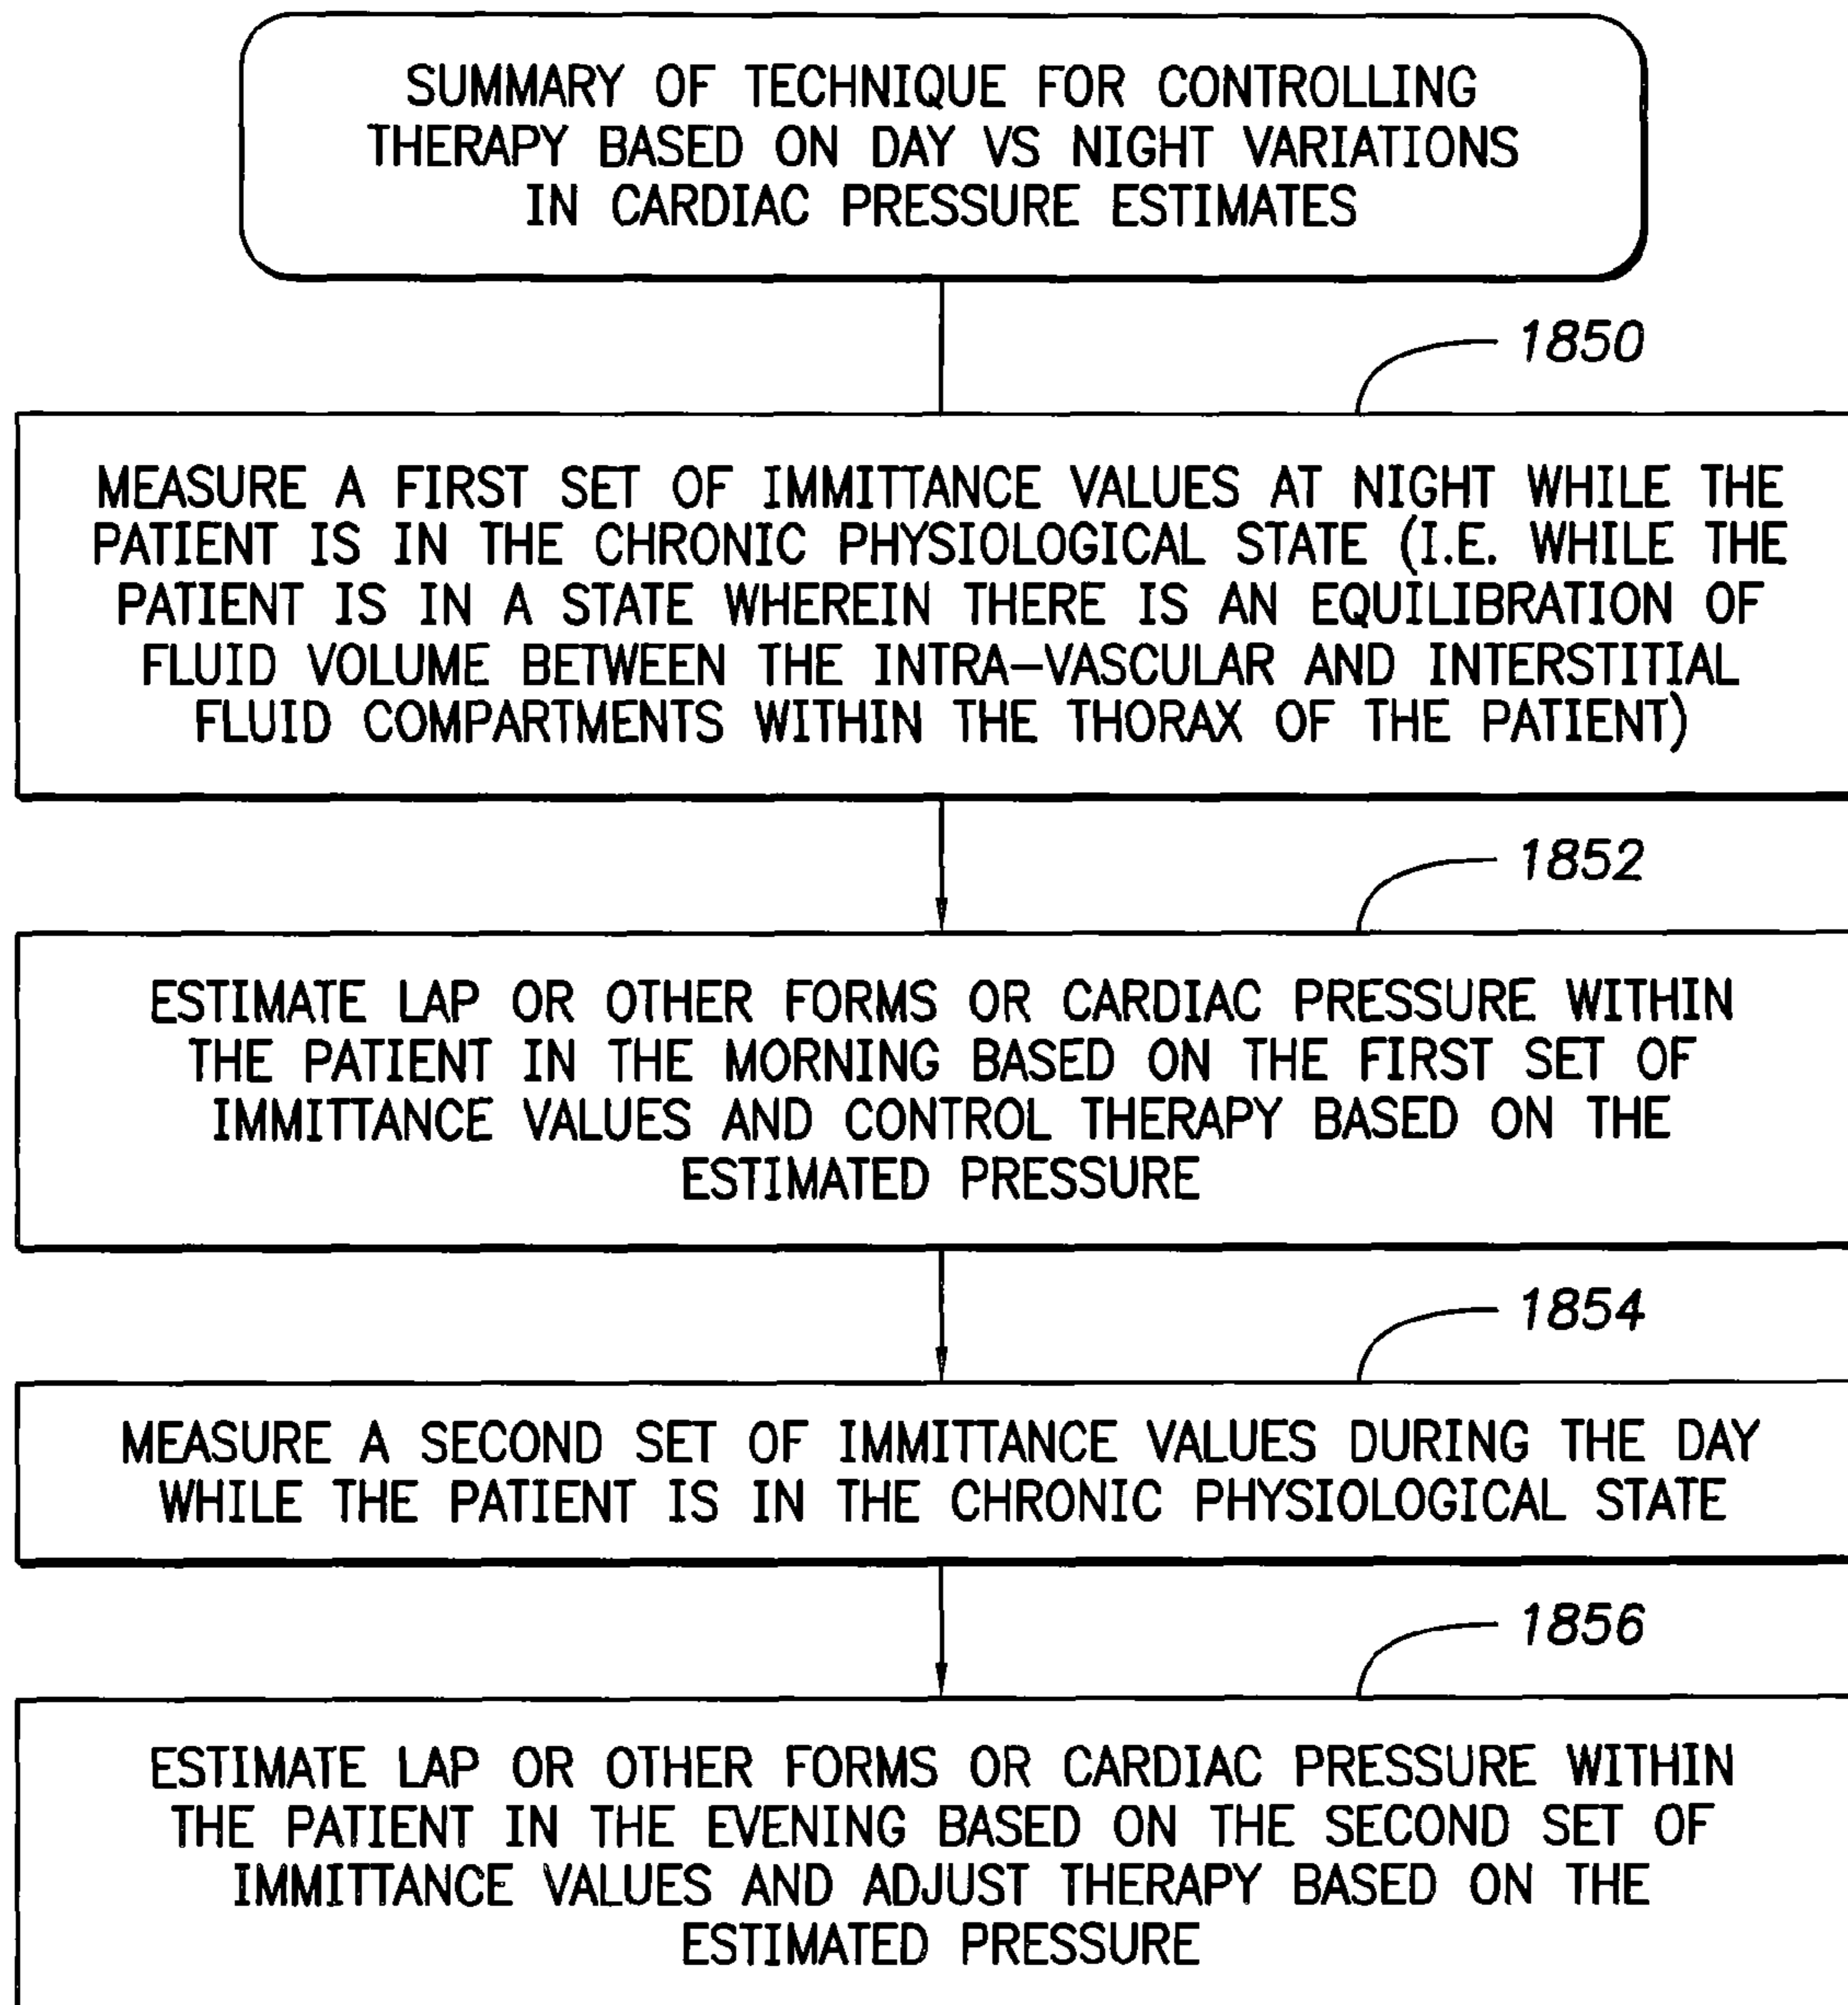 SUMMARY OF TECHNIQUE FOR CONTROLLING
THERAPY BASED ON DAY VS NIGHT VARIATIONS
IN CARDIAC PRESSURE ESTIMATES
1850
MEASURE A FIRST SET OF IMMITTANCE VALUES AT NIGHT WHILE THE
PATIENT IS IN THE CHRONIC PHYSIOLOGICAL STATE (I.E. WHILE THE
PATIENT IS IN A STATE WHEREIN THERE IS AN EQUILIBRATION OF
FLUID VOLUME BETWEEN THE INTRA-VASCULAR AND INTERSTITIAL
FLUID COMPARTMENTS WITHIN THE THORAX OF THE PATIENT)
1852
ESTIMATE LAP OR OTHER FORMS OR CARDIAC PRESSURE WITHIN
THE PATIENT IN THE MORNING BASED ON THE FIRST SET OF
IMMITTANCE VALUES AND CONTROL THERAPY BASED ON THE
ESTIMATED PRESSURE
1854
MEASURE A SECOND SET OF IMMITTANCE VALUES DURING THE DAY
WHILE THE PATIENT IS IN THE CHRONIC PHYSIOLOGICAL STATE
1856
ESTIMATE LAP OR OTHER FORMS OR CARDIAC PRESSURE WITHIN
THE PATIENT IN THE EVENING BASED ON THE SECOND SET OF
IMMITTANCE VALUES AND ADJUST THERAPY BASED ON THE
ESTIMATED PRESSURE